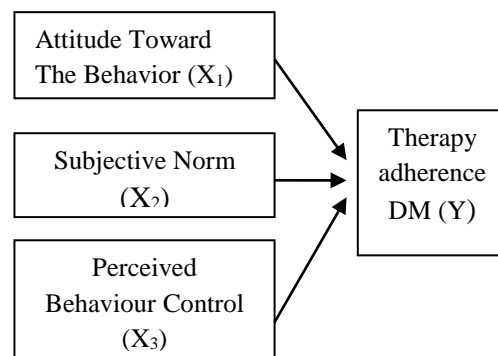 Attitude Toward
The Behavior (X₁)
Subjective Norm
(X₂)
Perceived
Behaviour Control
(X₃)
Therapy
adherence
DM (Y)